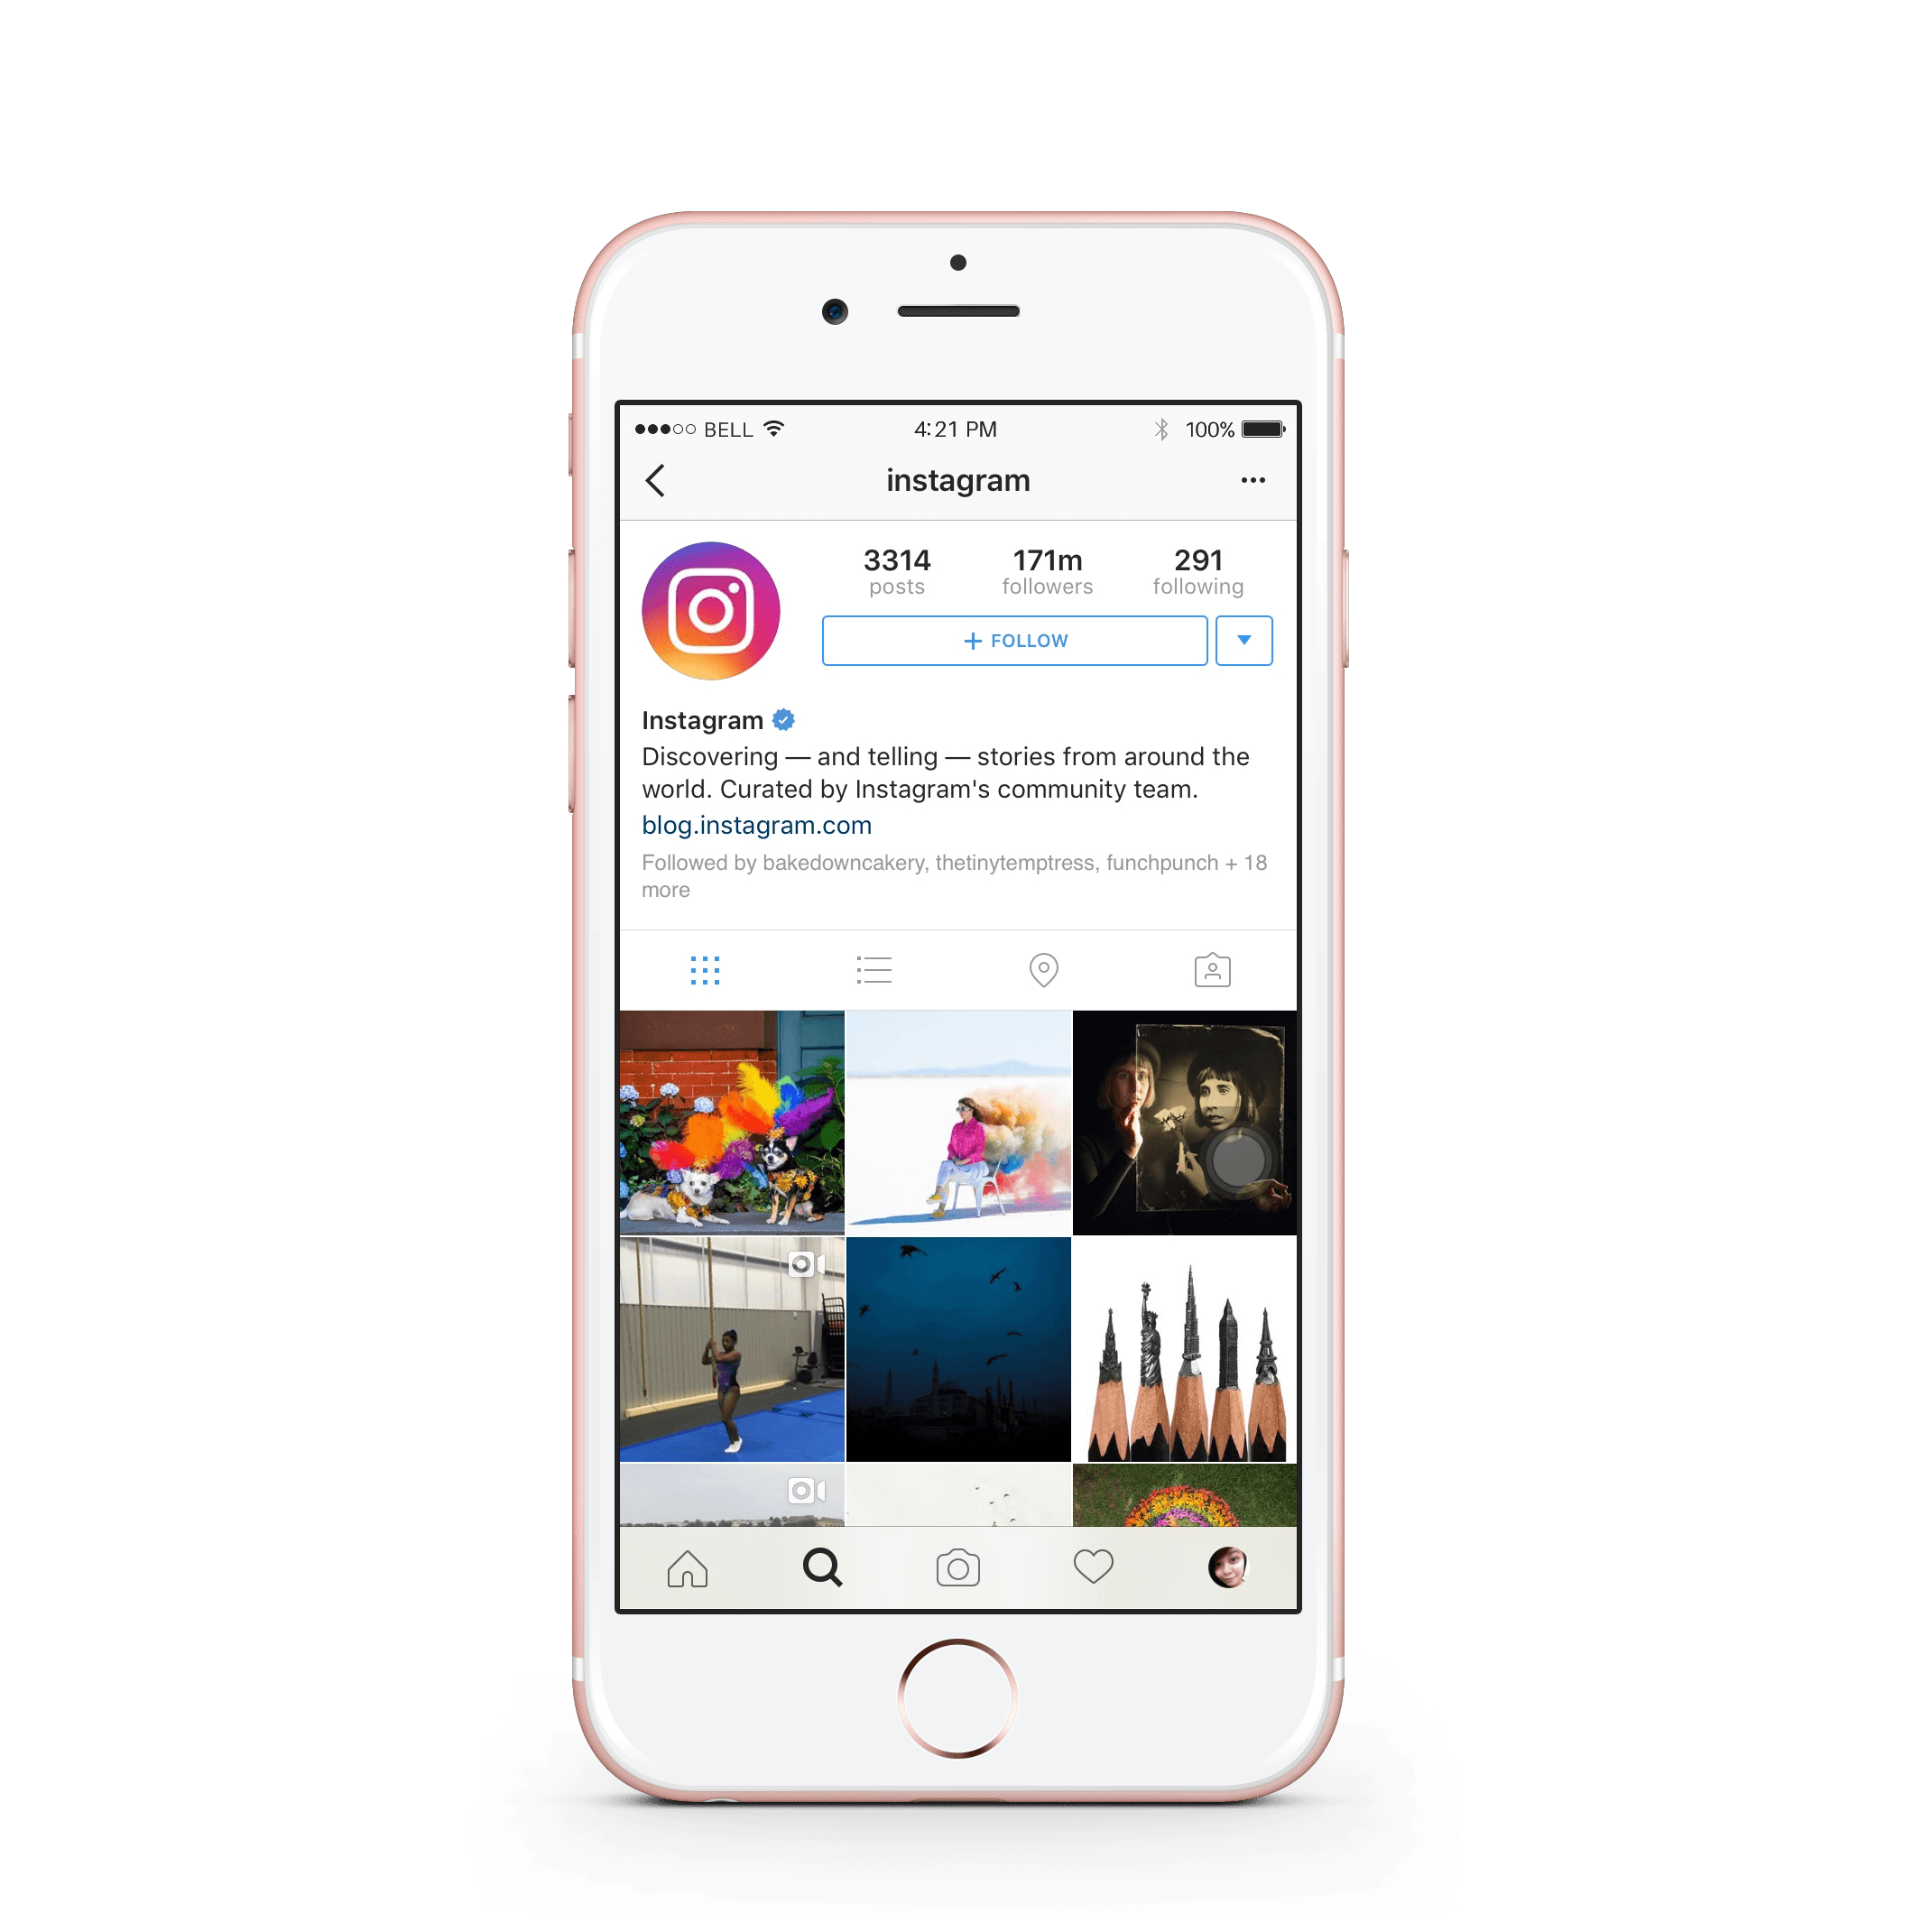 BELL 4:21 PM 100%
instagram
3314 171m 291
posts followers following
+ FOLLOW
Instagram
Discovering — and telling — stories from around the
world. Curated by Instagram's community team.
blog.instagram.com
Followed by bakedowncakery, thetinytemptress, funchpunch + 18
more